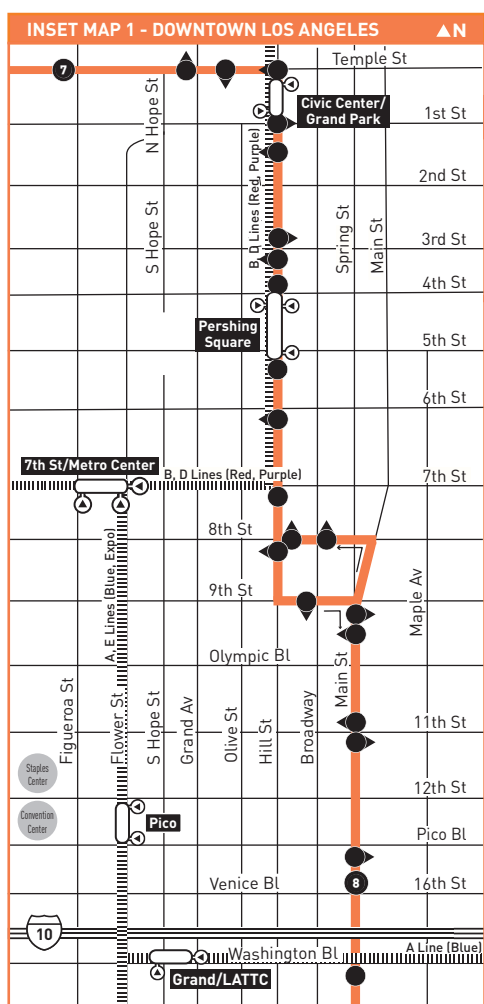 INSET MAP 1 - DOWNTOWN LOS ANGELES
▲N
Temple St
7
Civic Center/
Grand Park
1st St
N Hope St
2nd St
B, D Lines (Red, Purple)
S Hope St
Spring St
Main St
3rd St
4th St
Pershing
Square
5th St
6th St
7th St/Metro Center
B, D Lines (Red, Purple)
7th St
8th St
9th St
A, E Lines (Blue, Expo)
Maple Av
Olympic Bl
Figueroa St
Flower St
S Hope St
Grand Av
Olive St
Hill St
Broadway
Main St
11th St
Staples
Center
12th St
Convention
Center
Pico
Pico Bl
Venice Bl
8
16th St
10
Washington Bl
A Line (Blue)
Grand/LATTC